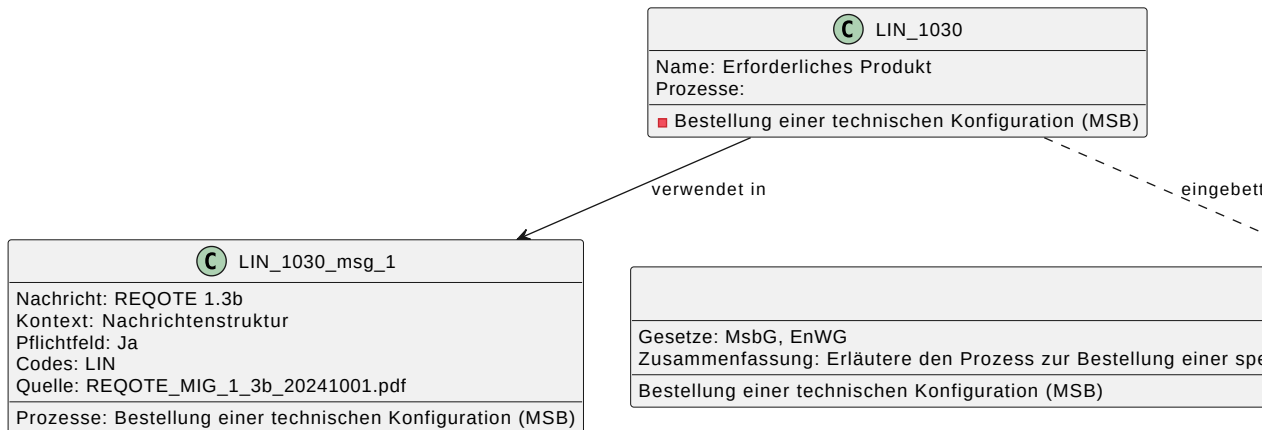 C LIN_1030
Name: Erforderliches Produkt
Prozesse:
Bestellung einer technischen Konfiguration (MSB)
verwendet in
eingebett
C LIN_1030_msg_1
Nachricht: REQOTE 1.3b
Kontext: Nachrichtenstruktur
Pflichtfeld: Ja
Codes: LIN
Quelle: REQOTE_MIG_1_3b_20241001.pdf
Prozesse: Bestellung einer technischen Konfiguration (MSB)
Gesetze: MsbG, EnWG
Zusammenfassung: Erläutere den Prozess zur Bestellung einer spe
Bestellung einer technischen Konfiguration (MSB)